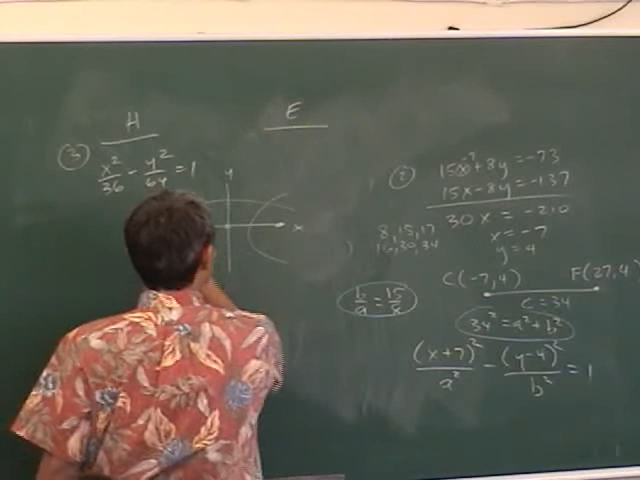 H
E
③ x²/36 - y²/64 = 1
y
x
② 15x + 8y = -73
15x - 8y = -137
30x = -210
x = -7
y = 4
8, 15, 17
16, 30, 34
C(-7, 4) F(27, 4
C = 34
b/a = 15/8
34² = a² + b²
(x+7)²/a² - (y-4)²/b² = 1